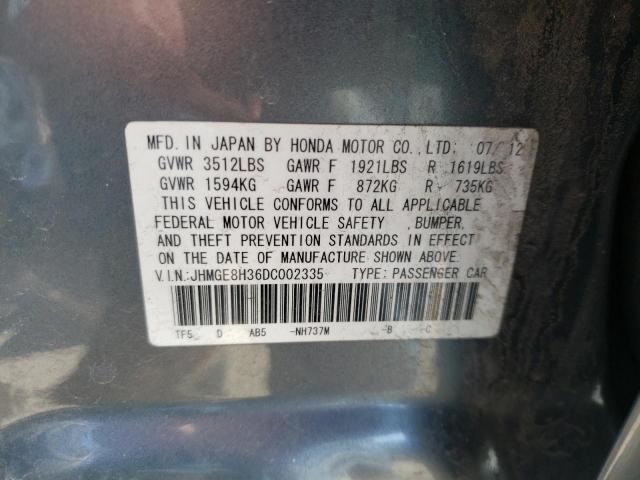 MFD. IN JAPAN BY HONDA MOTOR CO., LTD. 07/12
GVWR 3512LBS GAWR F 1921LBS R 1619LBS
GVWR 1594KG GAWR F 872KG R 735KG
THIS VEHICLE CONFORMS TO ALL APPLICABLE
FEDERAL MOTOR VEHICLE SAFETY , BUMPER,
AND THEFT PREVENTION STANDARDS IN EFFECT
ON THE DATE OF MANUFACTURE SHOWN ABOVE.
V.I.N.: JHMGE8H36DC002335 TYPE: PASSENGER CAR
TF5 D AB5 -NH737M -B -C